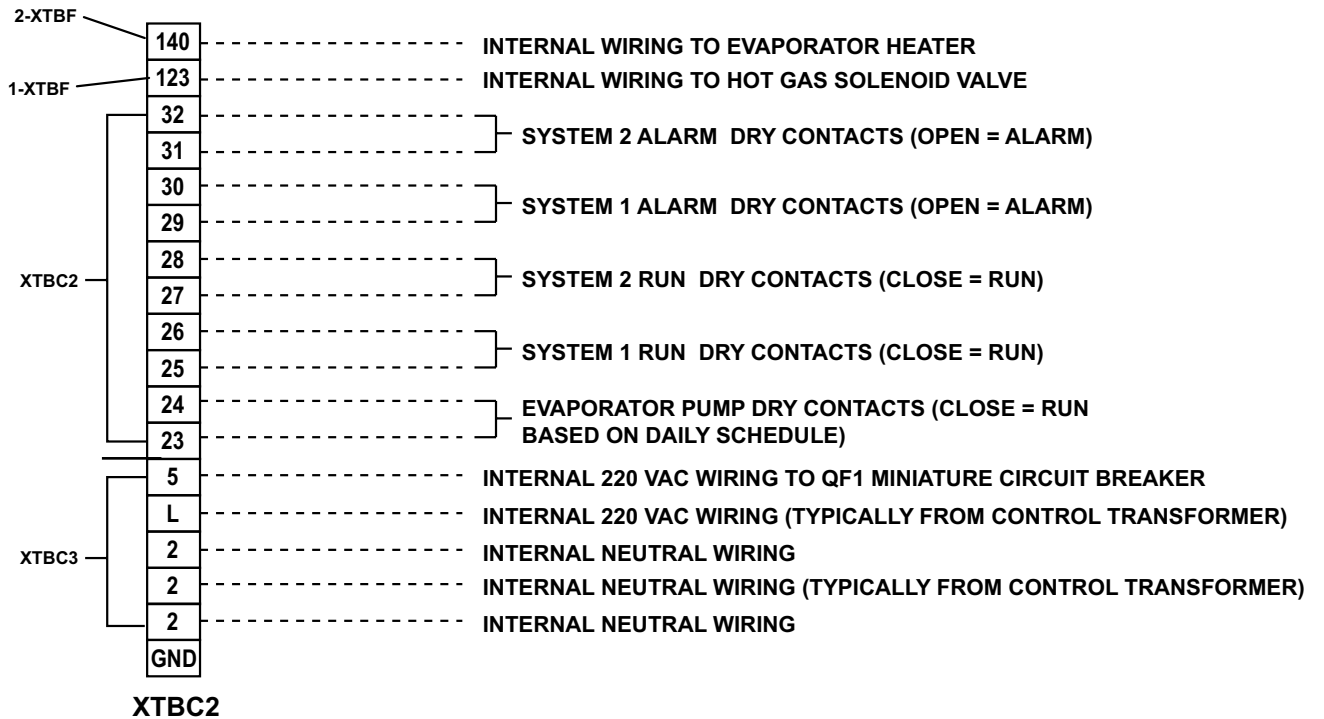 2-XTBF
140 INTERNAL WIRING TO EVAPORATOR HEATER
1-XTBF
123 INTERNAL WIRING TO HOT GAS SOLENOID VALVE
32
SYSTEM 2 ALARM DRY CONTACTS (OPEN = ALARM)
31
30
SYSTEM 1 ALARM DRY CONTACTS (OPEN = ALARM)
29
28
XTBC2
SYSTEM 2 RUN DRY CONTACTS (CLOSE = RUN)
27
26
SYSTEM 1 RUN DRY CONTACTS (CLOSE = RUN)
25
24
EVAPORATOR PUMP DRY CONTACTS (CLOSE = RUN
BASED ON DAILY SCHEDULE)
23
5 INTERNAL 220 VAC WIRING TO QF1 MINIATURE CIRCUIT BREAKER
L INTERNAL 220 VAC WIRING (TYPICALLY FROM CONTROL TRANSFORMER)
XTBC3
2 INTERNAL NEUTRAL WIRING
2 INTERNAL NEUTRAL WIRING (TYPICALLY FROM CONTROL TRANSFORMER)
2 INTERNAL NEUTRAL WIRING
GND
XTBC2